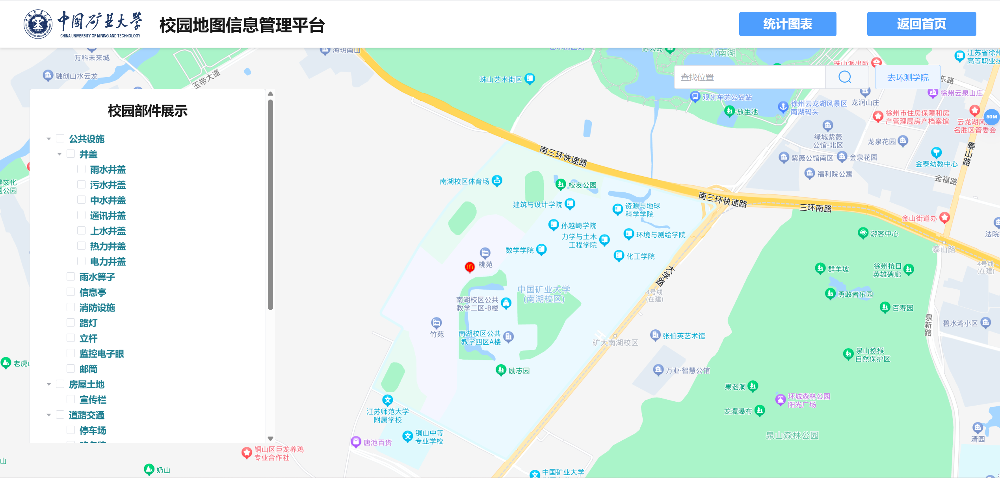 中国矿业大学
CHINA UNIVERSITY OF MINING AND TECHNOLOGY
1909
校园地图信息管理平台
统计图表
返回首页
万科未来城
融创山水云龙
玉带大道
海玥南山
珠山艺术街区
苏公岛
小南湖
珠山派出所
江苏省徐州
高等职业技
查找位置
去环测学院
东路
观光车苏公岛站
放生池
徐州云龙湖风景区
南湖码头
龙润山庄
徐州云泉山庄
徐州市住房保障和房
产管理局房产档案馆
云龙湖风
名胜区管委会
50M
绿城紫薇
公馆-北区
龙泉花园
紫薇公馆南区
金泉花园
福利院公寓
金泰幼教中心
泰山路
金福路
校园部件展示
公共设施
井盖
雨水井盖
污水井盖
中水井盖
通讯井盖
上水井盖
热力井盖
电力井盖
雨水箅子
信息亭
消防设施
路灯
立杆
监控电子眼
邮筒
房屋土地
宣传栏
道路交通
停车场
建文化
题公园
老虎山
山
奶山
铜山区巨龙养鸡
专业合作社
南三环快速路
南三环快速路
三环南路
南湖校区体育场
校友公园
建筑与设计学院
资源与地球
科学学院
孙越崎学院
力学与土木
工程学院
环境与测绘学院
数学学院
化工学院
桃苑
大学路
中国矿业大学
(南湖校区)
4号线
(在建)
南湖校区公共
教学二区-B楼
竹苑
南湖校区公共
教学四区A楼
矿大南湖校区
张伯英艺术馆
励志园
万业·智慧公馆
江苏师范大学
附属学校
铜山中等
专业学校
唐池百货
中国矿业大学
金山街道办
游客中心
法院
泰山路
4号线
(在建)
群羊坡
徐州抗日
英雄碑廊
勇敢者乐园
百寿园
泉新路
碧水湾小区
泉山猕猴
自然保护区
果老洞
环城森林公园
阳光广场
龙潭瀑布
泉山森林公园
清园